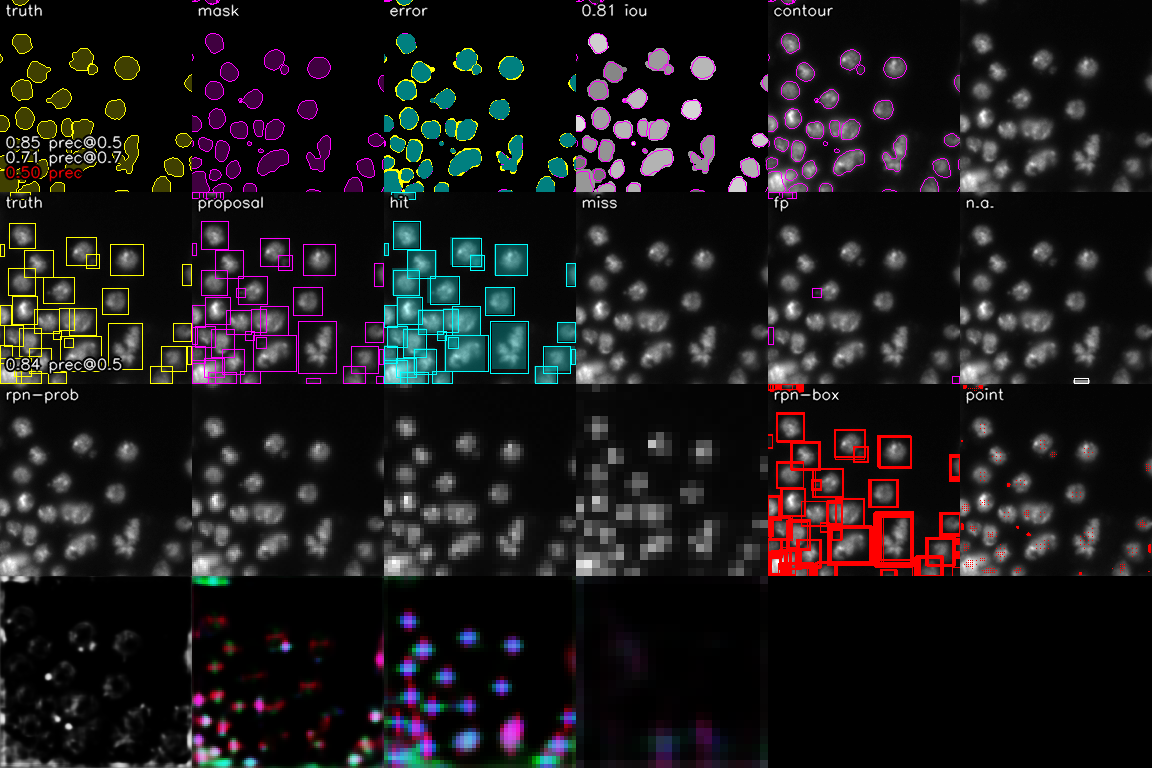 truth
mask
error
0.81 iou
contour
0.85 prec@0.5
0.71 prec@0.7
0.50 prec
truth
proposal
hit
miss
fp
n.a.
0.84 prec@0.5
rpn-prob
rpn-box
point